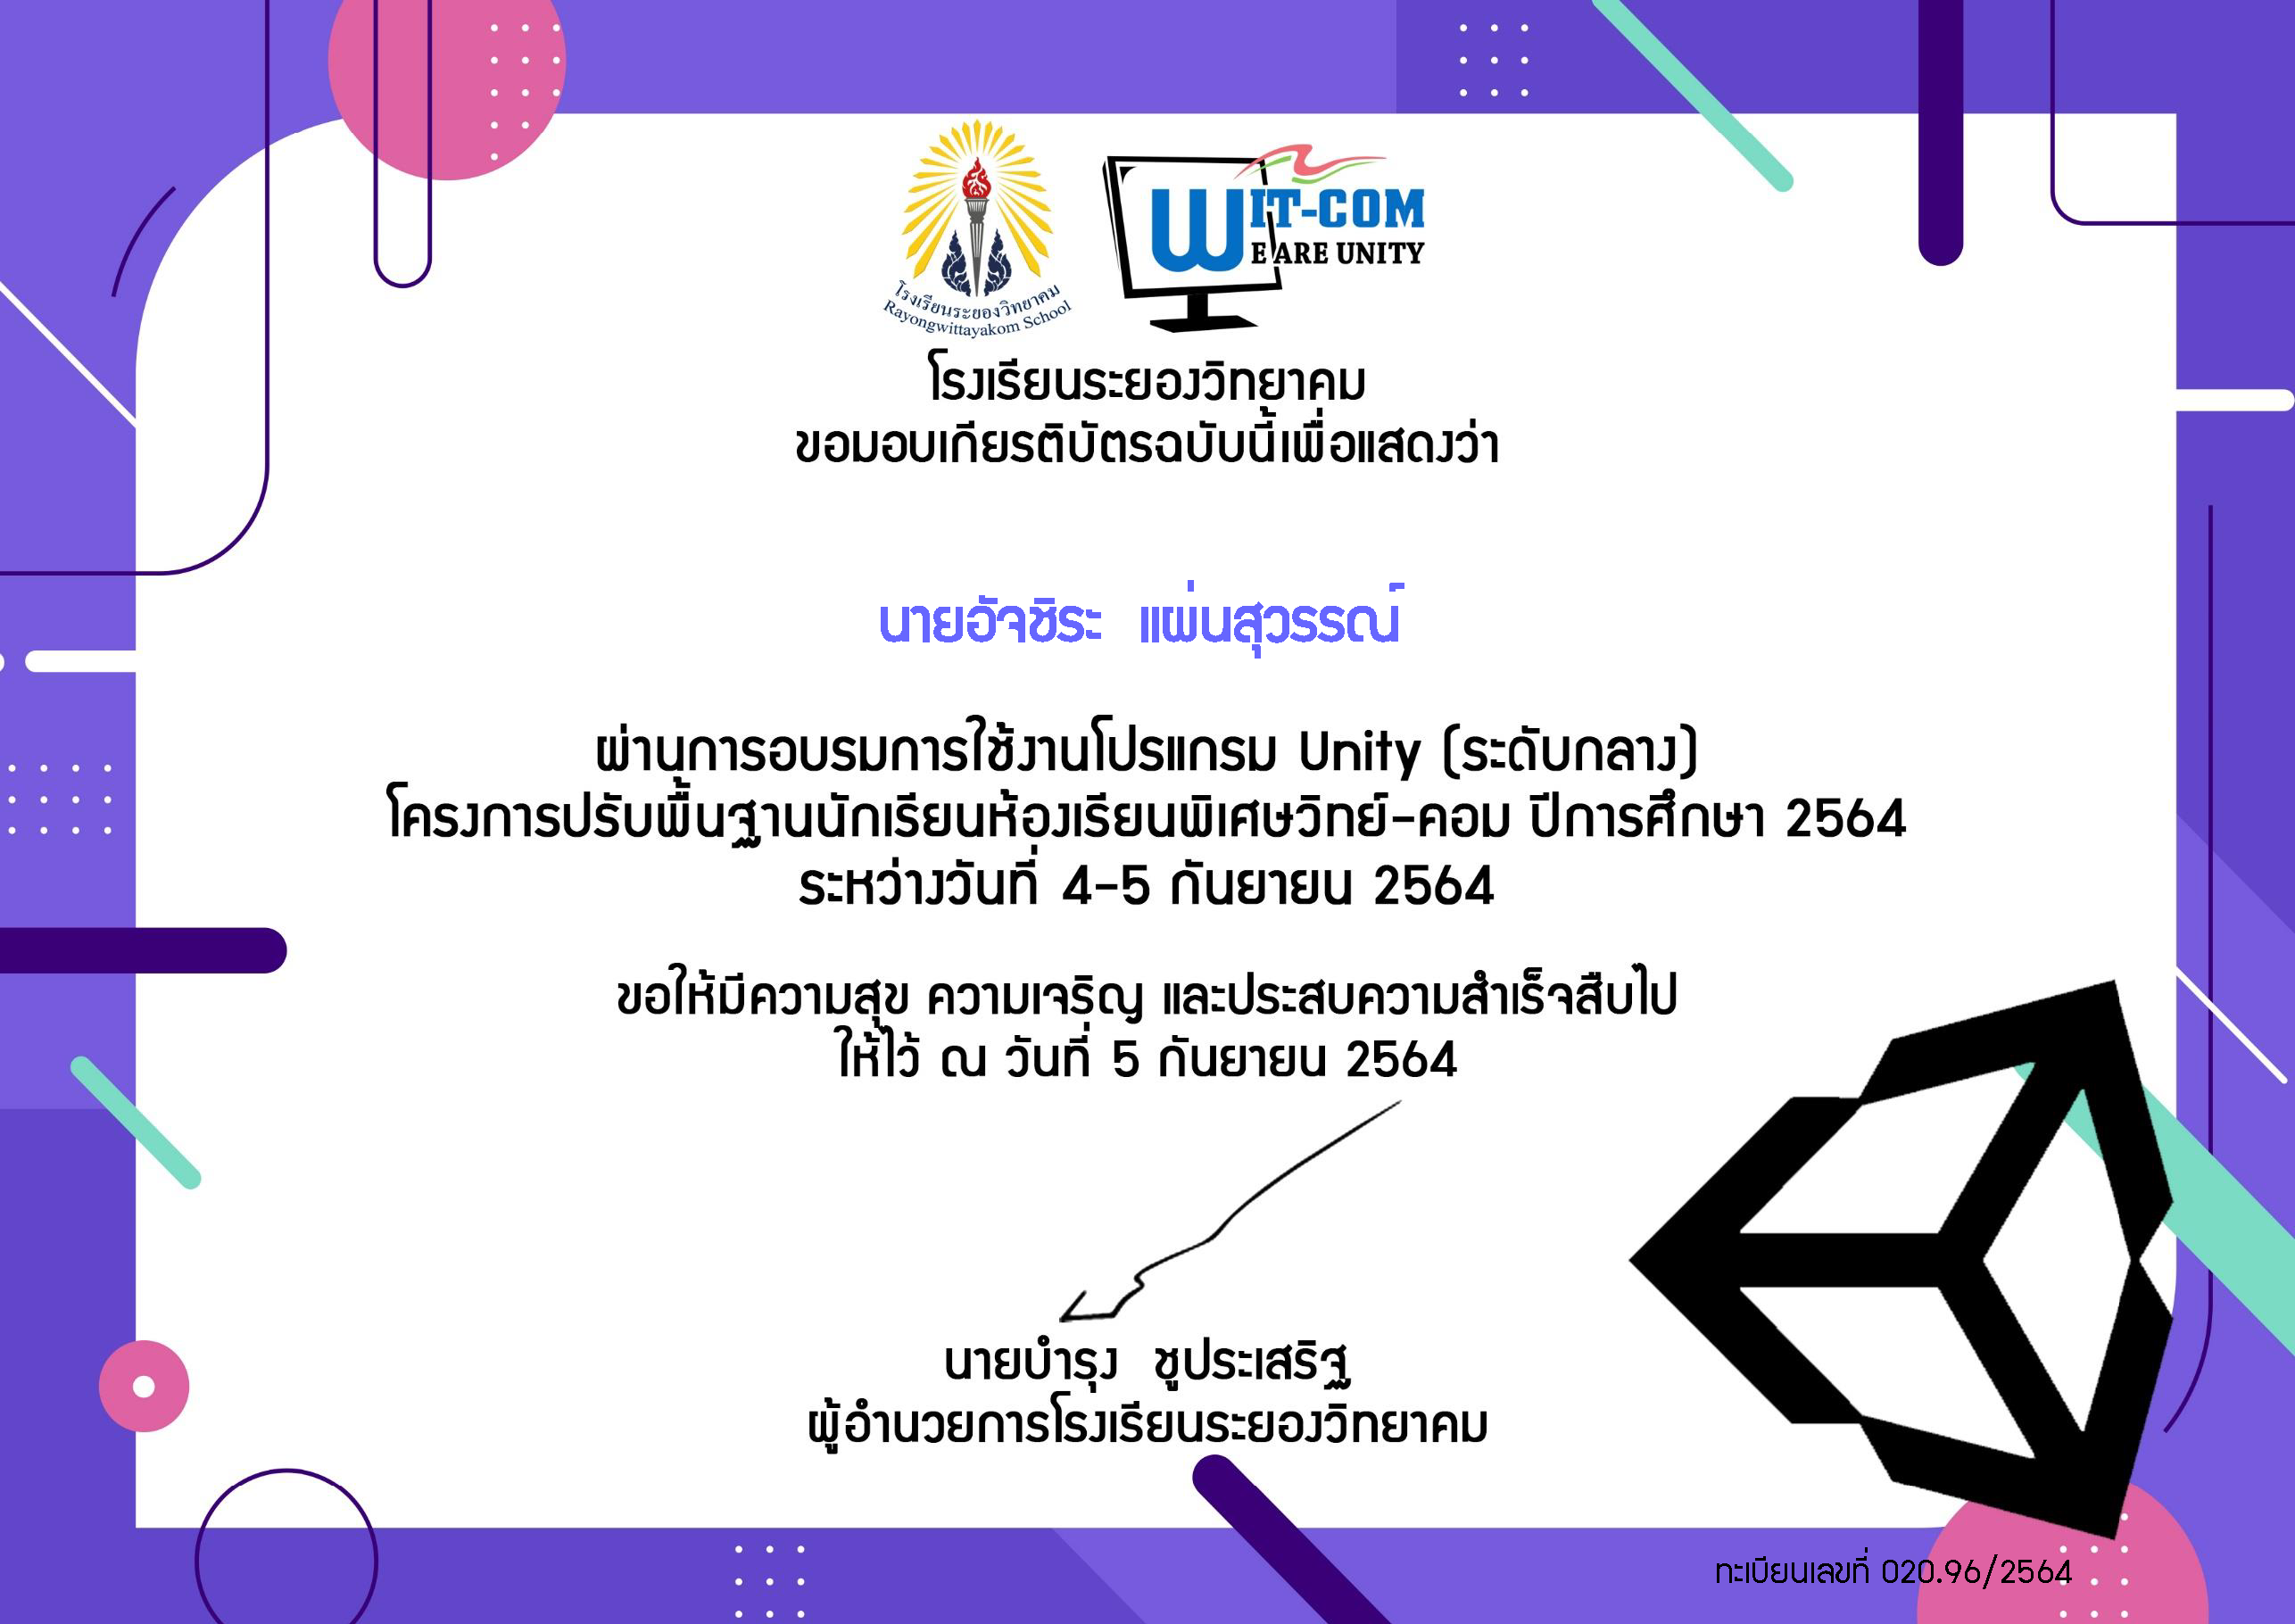 โรงเรียนระยองวิทยาคม
Rayongwittayakom School
WIT-COM
E ARE UNITY
โรงเรียนระยองวิทยาคม
ขอมอบเกียรติบัตรฉบับนี้เพื่อแสดงว่า
นายอัจชิระ แผ่นสุวรรณ์
ผ่านการอบรมการใช้งานโปรแกรม Unity (ระดับกลาง)
โครงการปรับพื้นฐานนักเรียนห้องเรียนพิเศษวิทย์-คอม ปีการศึกษา 2564
ระหว่างวันที่ 4-5 กันยายน 2564
ขอให้มีความสุข ความเจริญ และประสบความสำเร็จสืบไป
ให้ไว้ ณ วันที่ 5 กันยายน 2564
นายบำรุง ชูประเสริฐ
ผู้อำนวยการโรงเรียนระยองวิทยาคม
ทะเบียนเลขที่ 020.96/2564